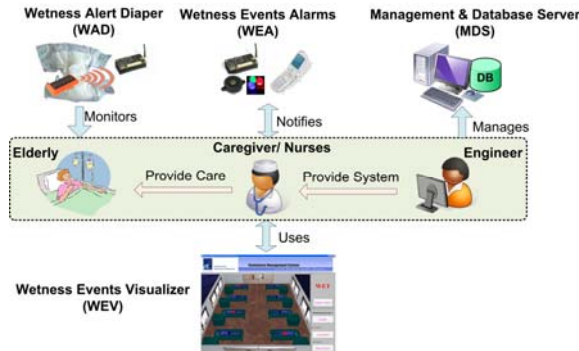 Wetness Alert Diaper
(WAD)
Wetness Events Alarms
(WEA)
Management & Database Server
(MDS)
DB
Monitors
Notifies
Manages
Elderly
Caregiver/ Nurses
Engineer
Provide Care
Provide System
Uses
Wetness Events Visualizer
(WEV)
WET